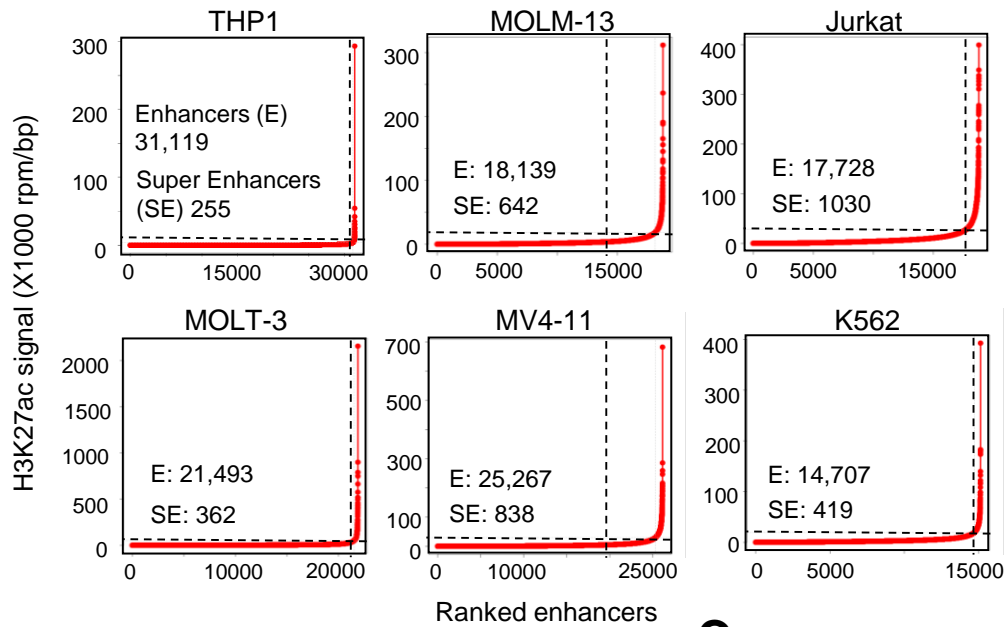 THP1
MOLM-13
Jurkat
300
200
100
0
Enhancers (E)
31,119
Super Enhancers
(SE) 255
0
15000
30000
300
200
100
0
E: 18,139
SE: 642
0
5000
15000
400
300
200
100
0
E: 17,728
SE: 1030
0
5000
15000
H3K27ac signal (X1000 rpm/bp)
MOLT-3
MV4-11
K562
2000
1500
1000
500
0
E: 21,493
SE: 362
0
10000
20000
700
500
300
100
0
E: 25,267
SE: 838
0
10000
25000
400
300
200
100
0
E: 14,707
SE: 419
0
5000
15000
Ranked enhancers